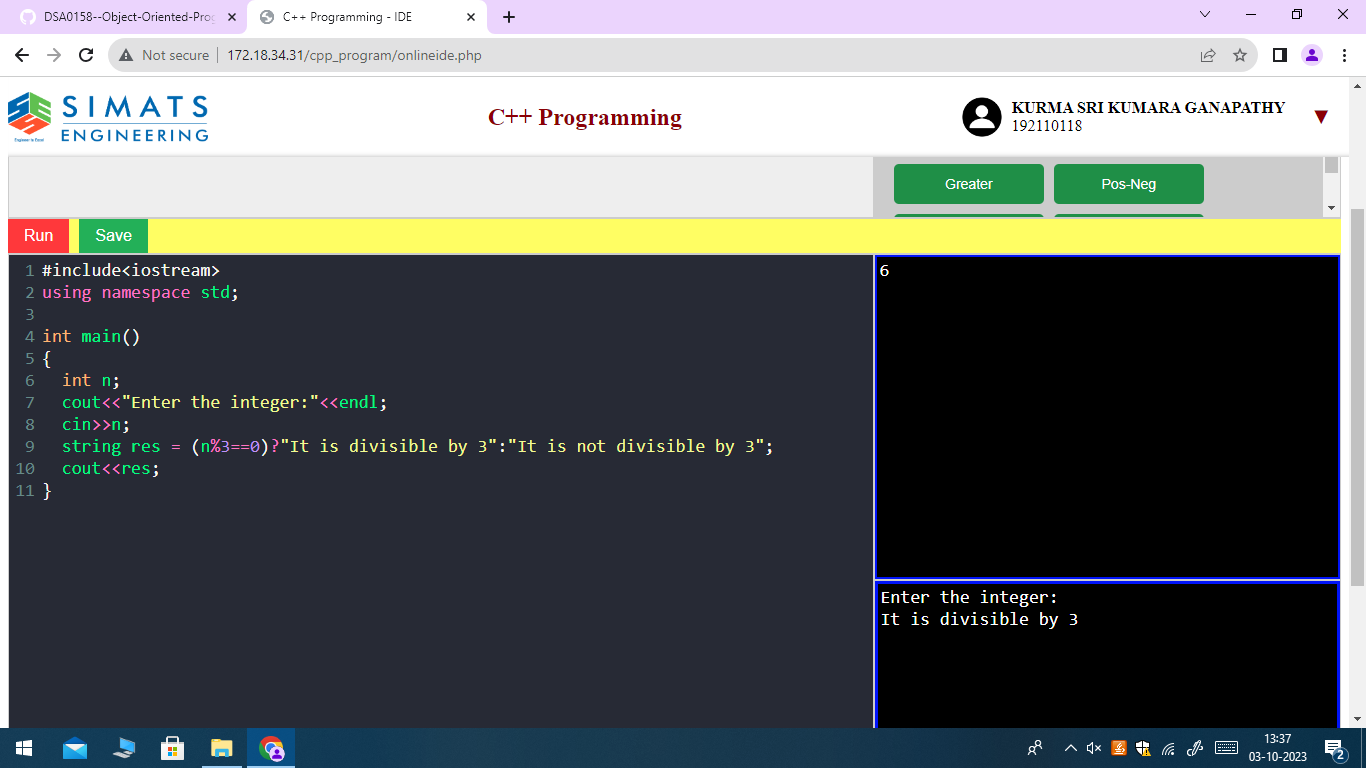 DSA0158--Object-Oriented-Prog
C++ Programming - IDE
Not secure
172.18.34.31/cpp_program/onlineide.php
SIMATS
ENGINEERING
Engineer to Excel
C++ Programming
KURMA SRI KUMARA GANAPATHY
192110118
Greater
Pos-Neg
Run
Save
1 #include<iostream>
2 using namespace std;
3
4 int main()
5 {
6 int n;
7 cout<<"Enter the integer:"<<endl;
8 cin>>n;
9 string res = (n%3==0)?"It is divisible by 3":"It is not divisible by 3";
10 cout<<res;
11 }
6
Enter the integer:
It is divisible by 3
13:37
03-10-2023
2